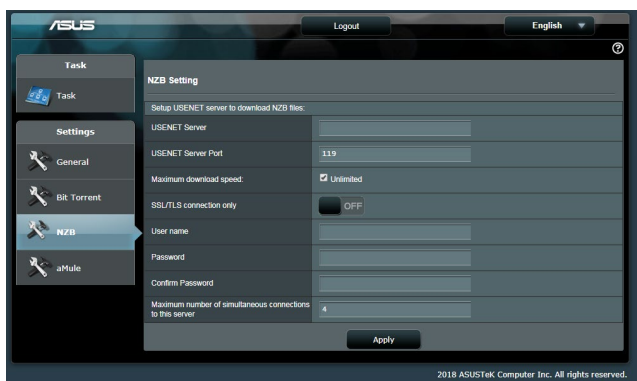 ASUS
Logout
English
Task
Task
Settings
General
Bit Torrent
NZB
aMule
NZB Setting
Setup USENET server to download NZB files:
USENET Server
USENET Server Port
119
Maximum download speed:
Unlimited
SSL/TLS connection only
OFF
User name
Password
Confirm Password
Maximum number of simultaneous connections
to this server
4
Apply
2018 ASUSTeK Computer Inc. All rights reserved.